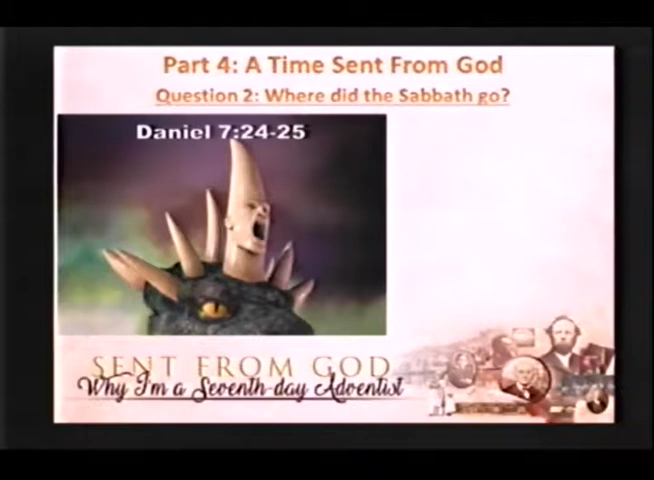 Part 4: A Time Sent From God
Question 2: Where did the Sabbath go?
Daniel 7:24-25
SENT FROM GOD
Why I'm a Seventh-day Adventist